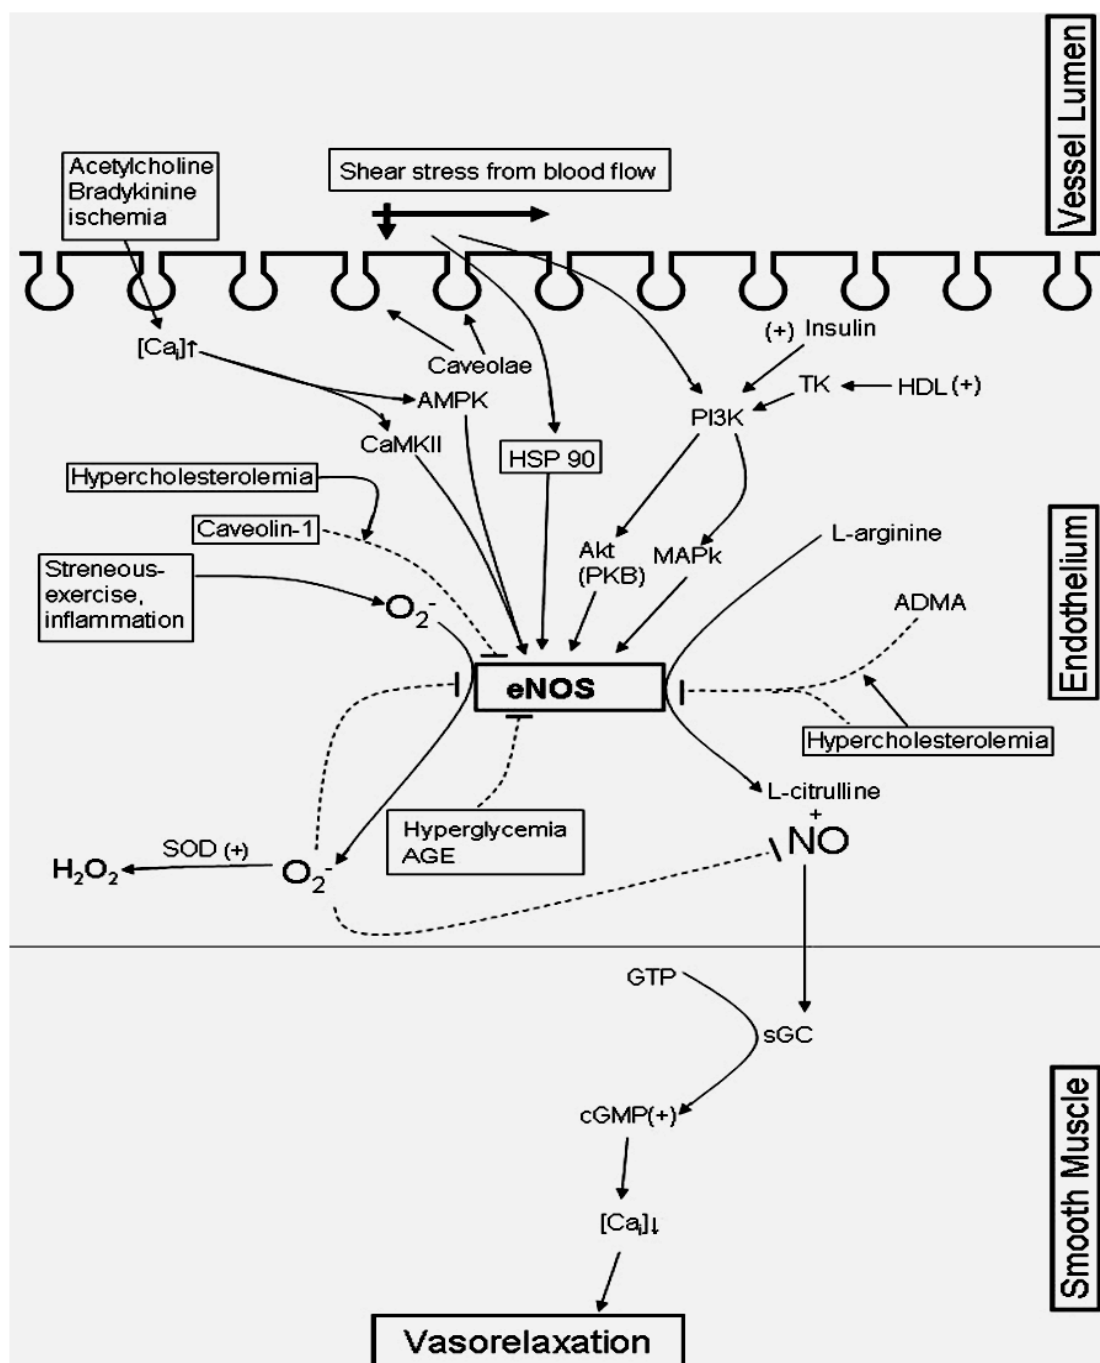 Vessel Lumen
Acetylcholine
Bradykinine
ischemia
Shear stress from blood flow
[Cai]↑
Caveolae
(+) Insulin
AMPK
TK
HDL(+)
PI3K
CaMKII
HSP 90
Hypercholesterolemia
Caveolin-1
Endothelium
L-arginine
Akt
(PKB)
MAPk
Streneous-
exercise,
inflammation
O2-
ADMA
eNOS
Hypercholesterolemia
L-citrulline
+
NO
Hyperglycemia
AGE
SOD (+)
H2O2
O2-
GTP
sGC
cGMP(+)
[Cai]↓
Smooth Muscle
Vasorelaxation